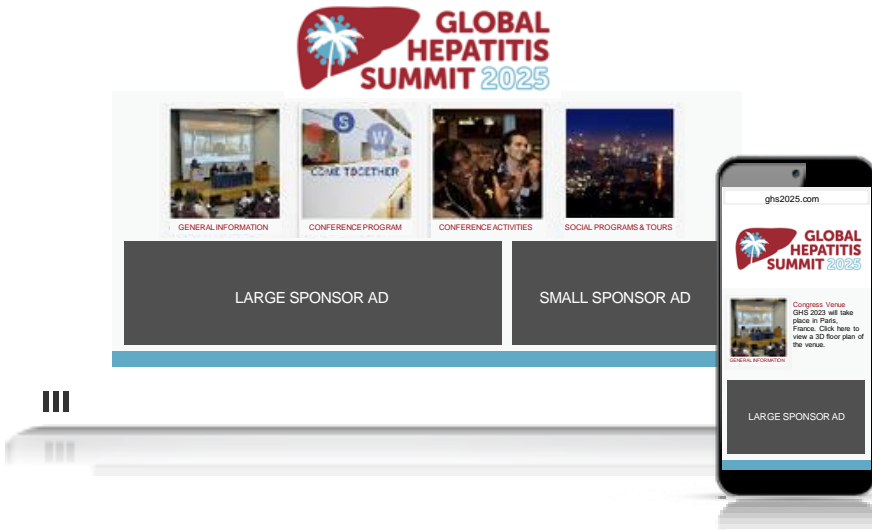 GLOBAL
HEPATITIS
SUMMIT 2025
S
W
COME TOGETHER
GENERAL INFORMATION
CONFERENCE PROGRAM
CONFERENCE ACTIVITIES
SOCIAL PROGRAMS & TOURS
LARGE SPONSOR AD
SMALL SPONSOR AD
ghs2025.com
GLOBAL
HEPATITIS
SUMMIT 2025
Congress Venue
GHS 2023 will take
place in Paris,
France. Click here to
view a 3D floor plan of
the venue.
GENERAL INFORMATION
LARGE SPONSOR AD